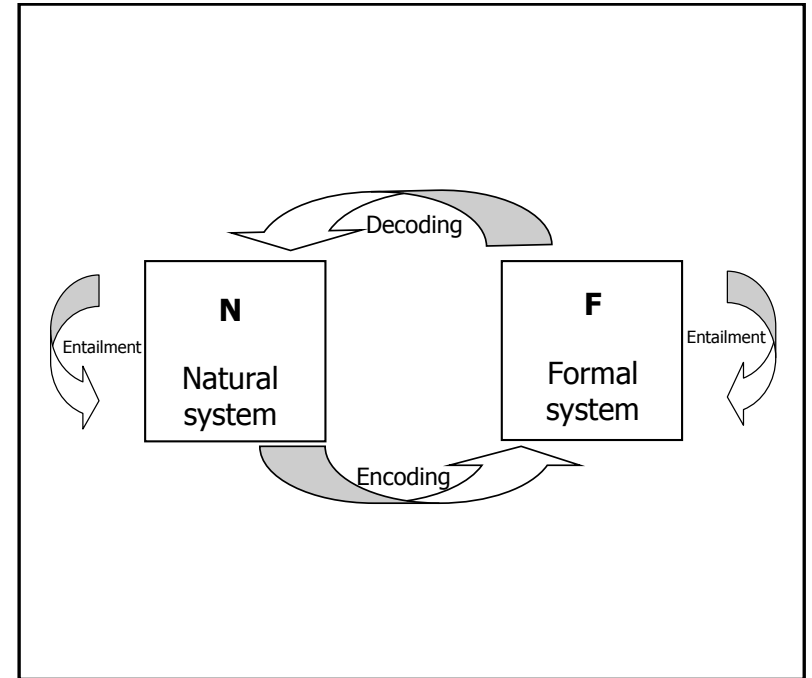 Decoding
N
Natural
system
F
Formal
system
Entailment
Entailment
Encoding